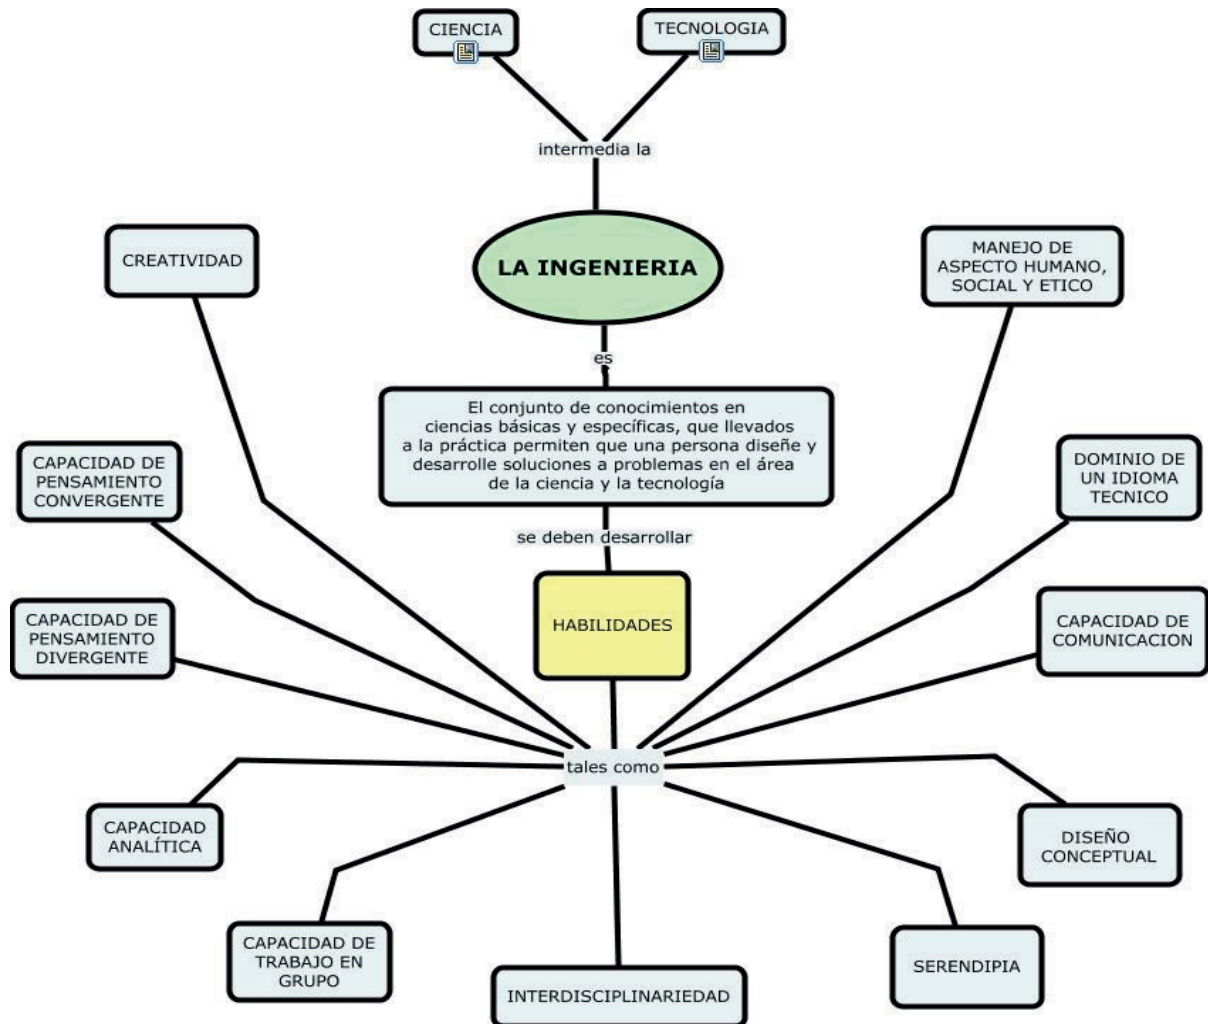 CIENCIA
TECNOLOGIA
intermedia la
LA INGENIERIA
es
El conjunto de conocimientos en
ciencias básicas y específicas, que llevados
a la práctica permiten que una persona diseñe y
desarrolle soluciones a problemas en el área
de la ciencia y la tecnología
se deben desarrollar
HABILIDADES
tales como
CREATIVIDAD
CAPACIDAD DE
PENSAMIENTO
CONVERGENTE
CAPACIDAD DE
PENSAMIENTO
DIVERGENTE
CAPACIDAD
ANALÍTICA
CAPACIDAD DE
TRABAJO EN
GRUPO
INTERDISCIPLINARIEDAD
SERENDIPIA
DISEÑO
CONCEPTUAL
CAPACIDAD DE
COMUNICACION
DOMINIO DE
UN IDIOMA
TECNICO
MANEJO DE
ASPECTO HUMANO,
SOCIAL Y ETICO